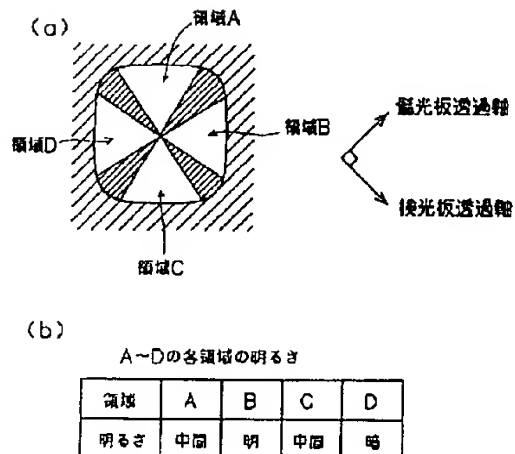 (a)
領域A
領域B
領域D
領域C
偏光板透過軸
検光板透過軸
(b)
A～Dの各領域の明るさ
領域 A B C D
明るさ 中間 明 中間 暗